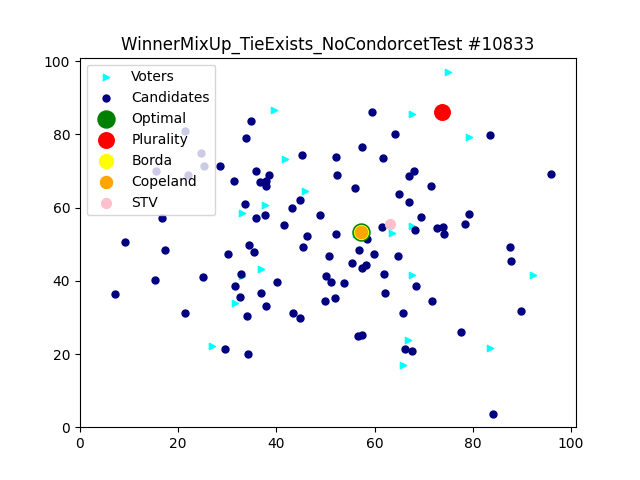 WinnerMixUp_TieExists_NoCondorcetTest #10833
100
80
60
40
20
0
0 20 40 60 80 100
Voters
Candidates
Optimal
Plurality
Borda
Copeland
STV